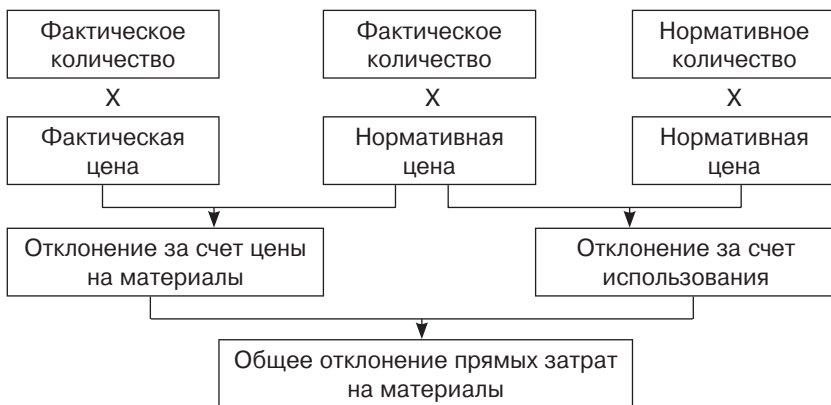 Фактическое
количество
Фактическое
количество
Нормативное
количество
X
X
X
Фактическая
цена
Нормативная
цена
Нормативная
цена
Отклонение за счет цены
на материалы
Отклонение за счет
использования
Общее отклонение прямых затрат
на материалы